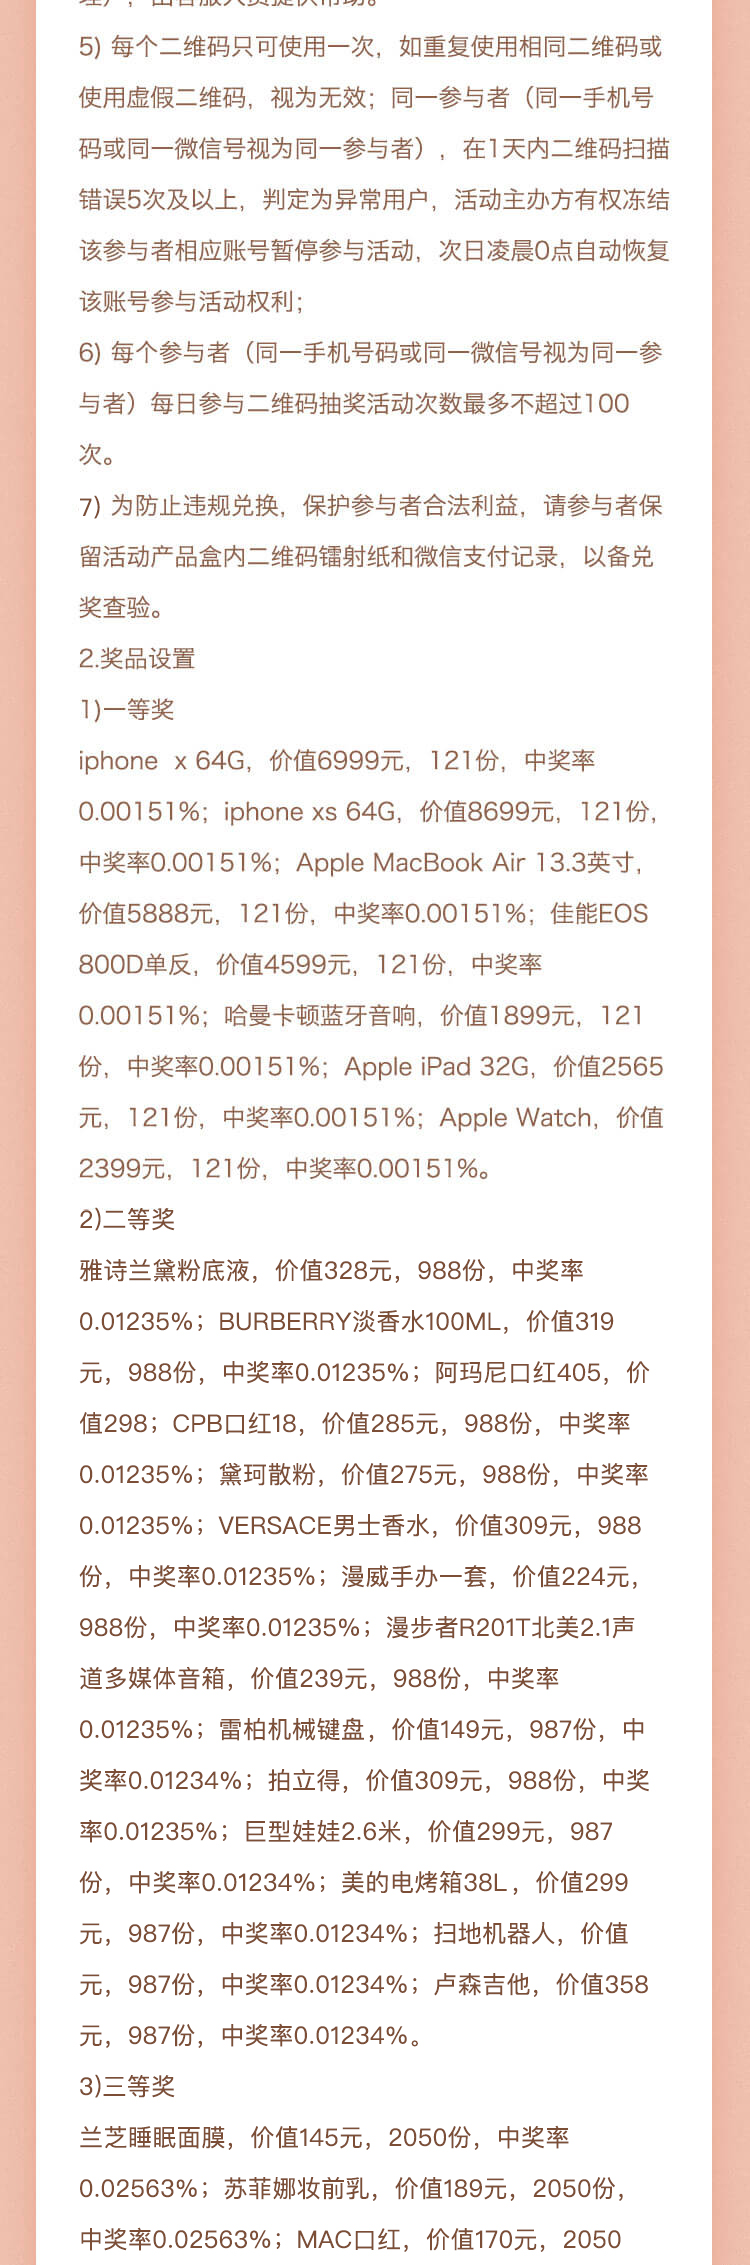 5) 每个二维码只可使用一次，如重复使用相同二维码或
使用虚假二维码，视为无效；同一参与者（同一手机号
码或同一微信号视为同一参与者），在1天内二维码扫描
错误5次及以上，判定为异常用户，活动主办方有权冻结
该参与者相应账号暂停参与活动，次日凌晨0点自动恢复
该账号参与活动权利；
6) 每个参与者（同一手机号码或同一微信号视为同一参
与者）每日参与二维码抽奖活动次数最多不超过100
次。
7) 为防止违规兑换，保护参与者合法利益，请参与者保
留活动产品盒内二维码镭射纸和微信支付记录，以备兑
奖查验。
2.奖品设置
1)一等奖
iphone  x 64G，价值6999元，121份，中奖率
0.00151%；iphone xs 64G，价值8699元，121份，
中奖率0.00151%；Apple MacBook Air 13.3英寸，
价值5888元，121份，中奖率0.00151%；佳能EOS
800D单反，价值4599元，121份，中奖率
0.00151%；哈曼卡顿蓝牙音响，价值1899元，121
份，中奖率0.00151%；Apple iPad 32G，价值2565
元，121份，中奖率0.00151%；Apple Watch，价值
2399元，121份，中奖率0.00151%。
2)二等奖
雅诗兰黛粉底液，价值328元，988份，中奖率
0.01235%；BURBERRY淡香水100ML，价值319
元，988份，中奖率0.01235%；阿玛尼口红405，价
值298；CPB口红18，价值285元，988份，中奖率
0.01235%；黛珂散粉，价值275元，988份，中奖率
0.01235%；VERSACE男士香水，价值309元，988
份，中奖率0.01235%；漫威手办一套，价值224元，
988份，中奖率0.01235%；漫步者R201T北美2.1声
道多媒体音箱，价值239元，988份，中奖率
0.01235%；雷柏机械键盘，价值149元，987份，中
奖率0.01234%；拍立得，价值309元，988份，中奖
率0.01235%；巨型娃娃2.6米，价值299元，987
份，中奖率0.01234%；美的电烤箱38L，价值299
元，987份，中奖率0.01234%；扫地机器人，价值
元，987份，中奖率0.01234%；卢森吉他，价值358
元，987份，中奖率0.01234%。
3)三等奖
兰芝睡眠面膜，价值145元，2050份，中奖率
0.02563%；苏菲娜妆前乳，价值189元，2050份，
中奖率0.02563%；MAC口红，价值170元，2050